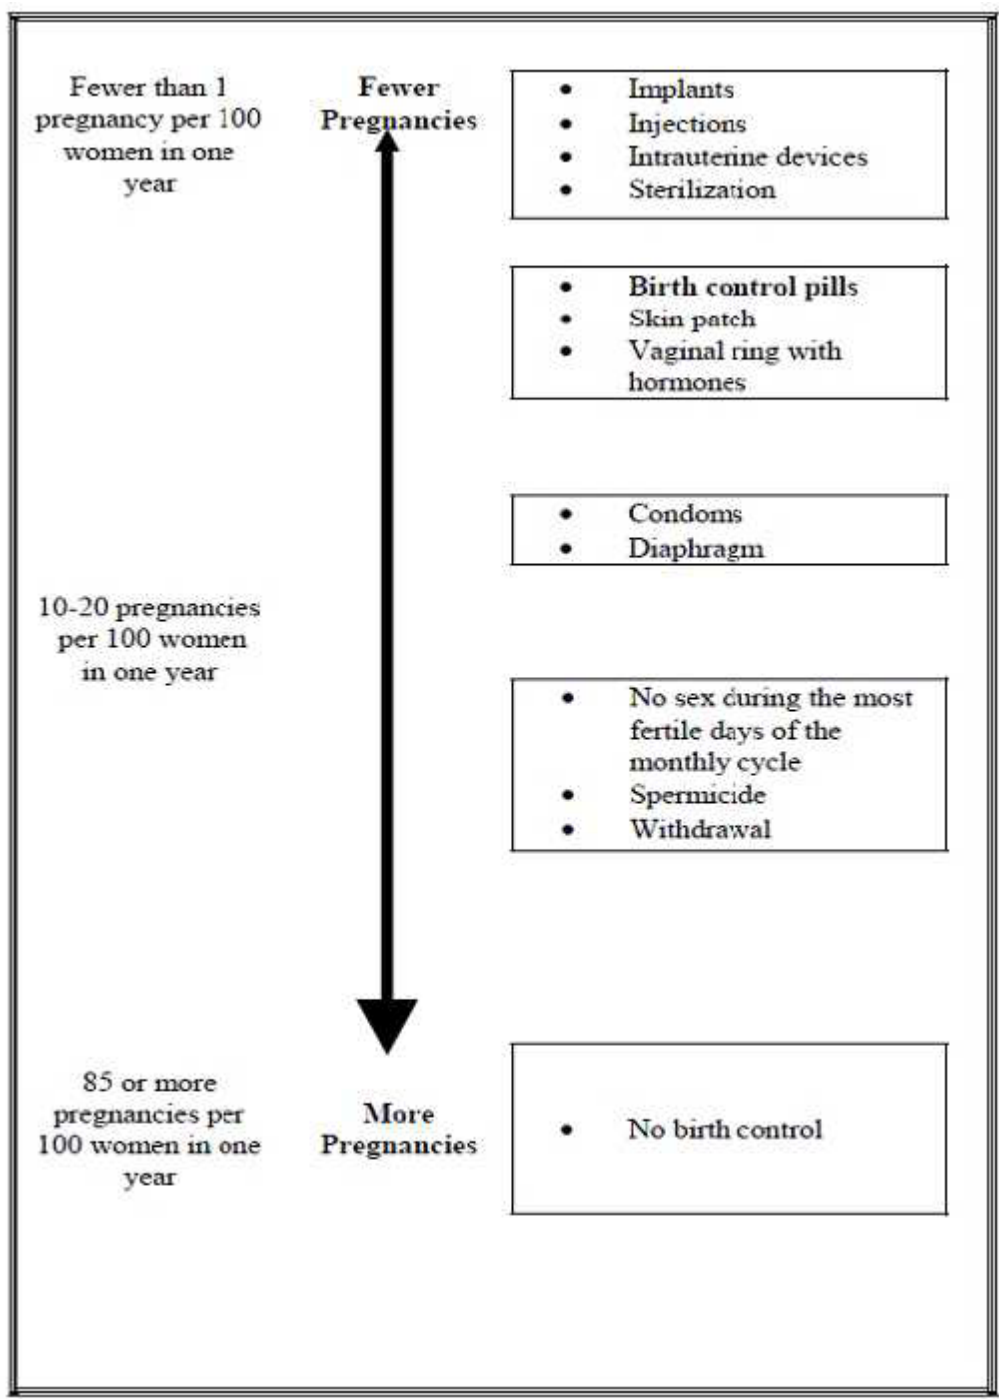 Fewer than 1
pregnancy per 100
women in one
year
Fewer
Pregnancies
• Implants
• Injections
• Intrauterine devices
• Sterilization
• Birth control pills
• Skin patch
• Vaginal ring with
hormones
• Condoms
• Diaphragm
10-20 pregnancies
per 100 women
in one year
• No sex during the most
fertile days of the
monthly cycle
• Spermicide
• Withdrawal
85 or more
pregnancies per
100 women in one
year
More
Pregnancies
• No birth control